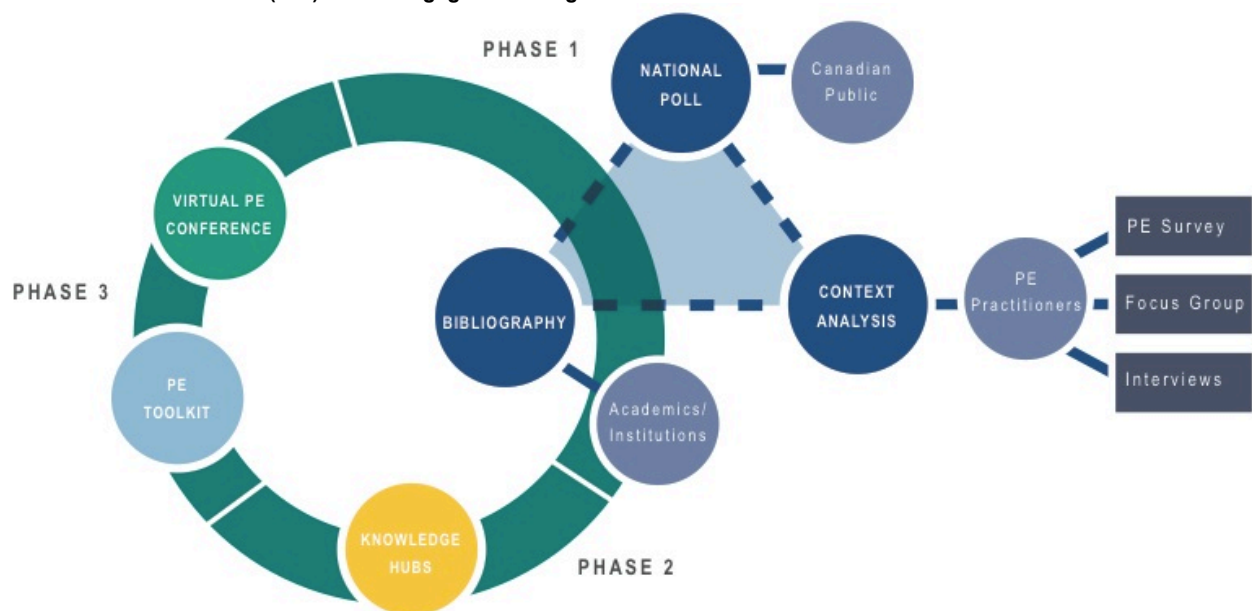 PHASE 1
NATIONAL
POLL
Canadian
Public
VIRTUAL PE
CONFERENCE
PE Survey
PHASE 3
BIBLIOGRAPHY
CONTEXT
ANALYSIS
PE
Practitioners
Focus Group
Interviews
PE
TOOLKIT
Academics/
Institutions
KNOWLEDGE
HUBS
PHASE 2